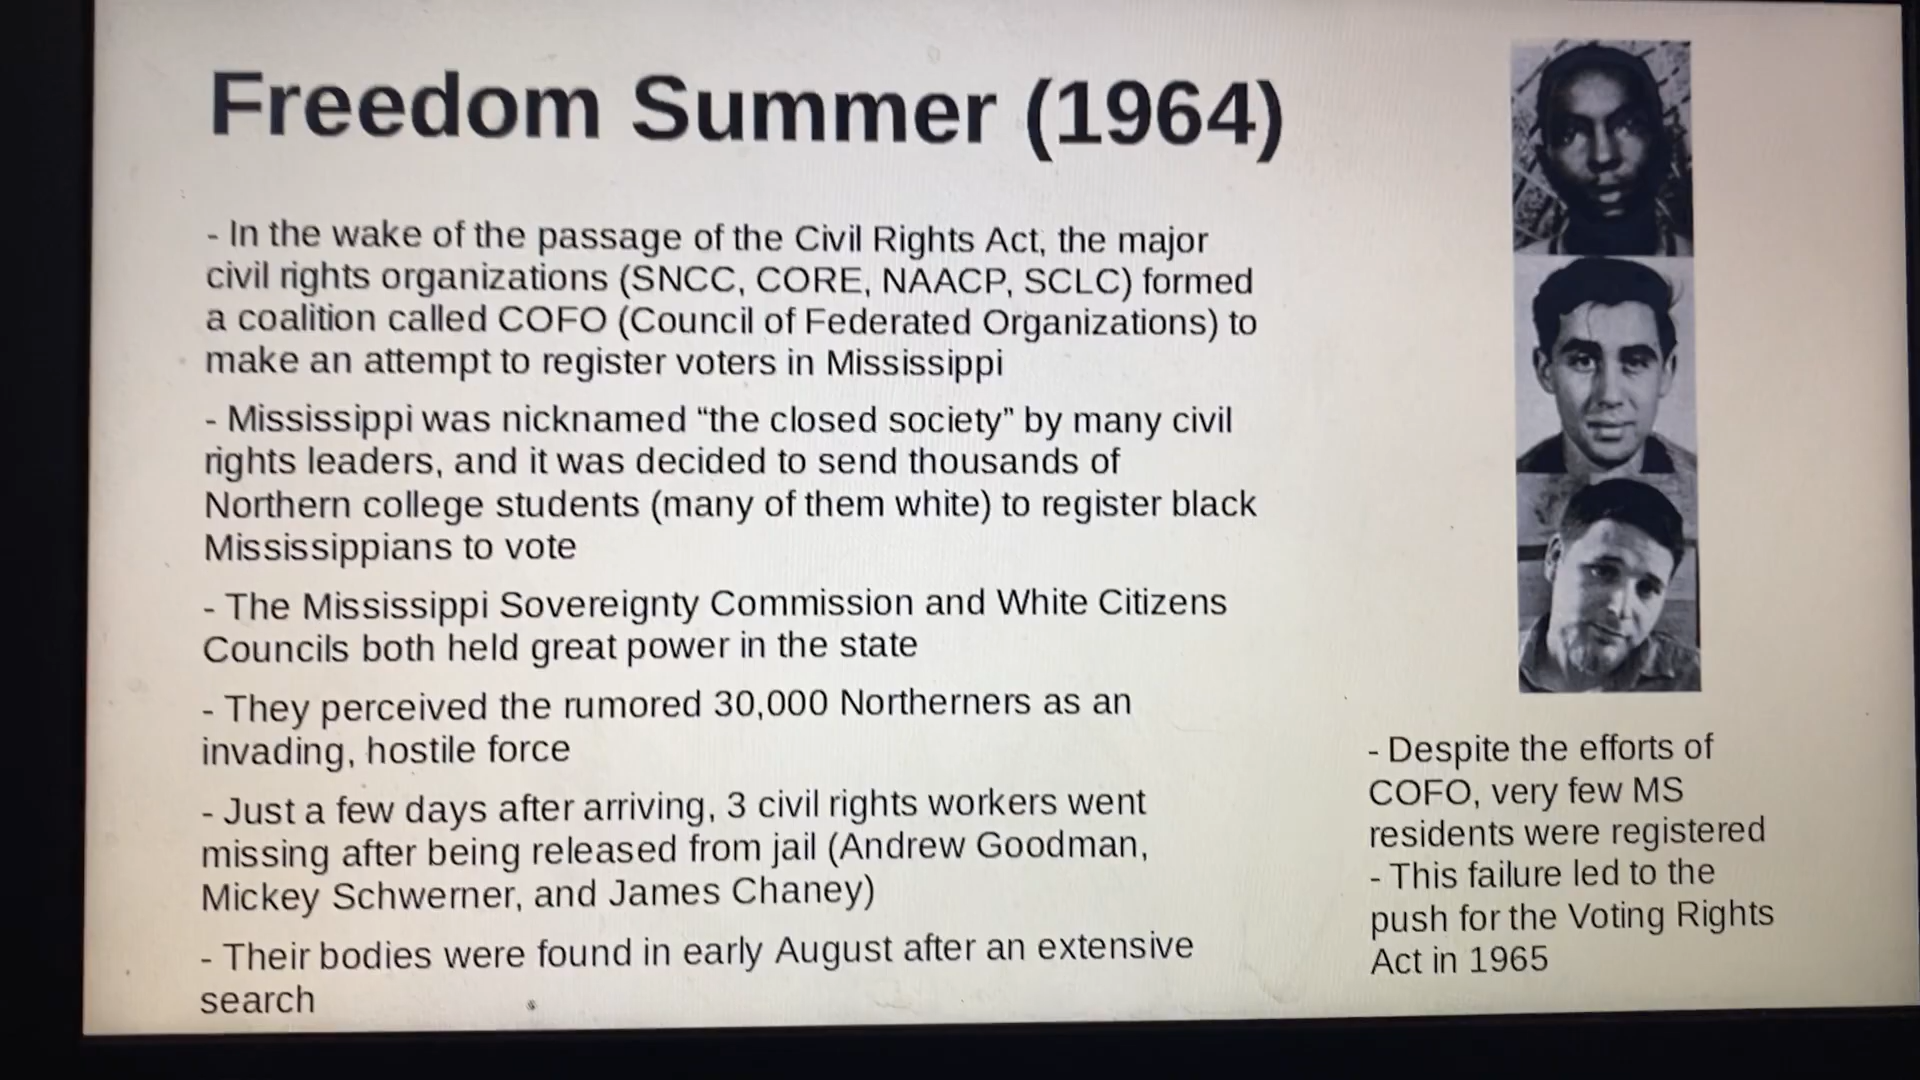 Freedom Summer (1964)
- In the wake of the passage of the Civil Rights Act, the major
civil rights organizations (SNCC, CORE, NAACP, SCLC) formed
a coalition called COFO (Council of Federated Organizations) to
make an attempt to register voters in Mississippi
- Mississippi was nicknamed “the closed society” by many civil
rights leaders, and it was decided to send thousands of
Northern college students (many of them white) to register black
Mississippians to vote
- The Mississippi Sovereignty Commission and White Citizens
Councils both held great power in the state
- They perceived the rumored 30,000 Northerners as an
invading, hostile force
- Just a few days after arriving, 3 civil rights workers went
missing after being released from jail (Andrew Goodman,
Mickey Schwerner, and James Chaney)
- Their bodies were found in early August after an extensive
search
- Despite the efforts of
COFO, very few MS
residents were registered
- This failure led to the
push for the Voting Rights
Act in 1965